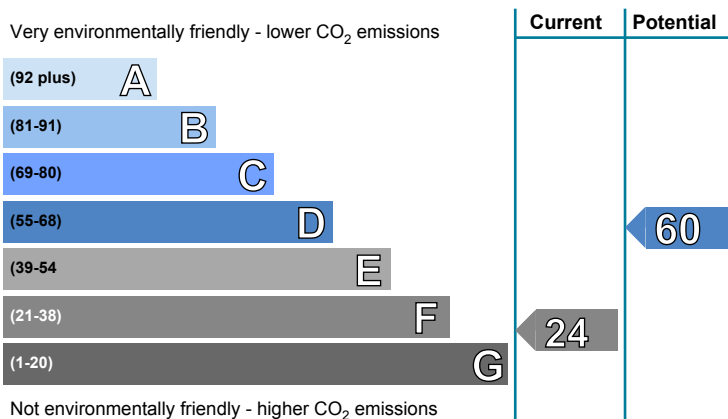 Current Potential
Very environmentally friendly - lower CO2 emissions
(92 plus) A
(81-91) B
(69-80) C
(55-68) D
60
(39-54 E
(21-38) F
24
(1-20) G
Not environmentally friendly - higher CO2 emissions